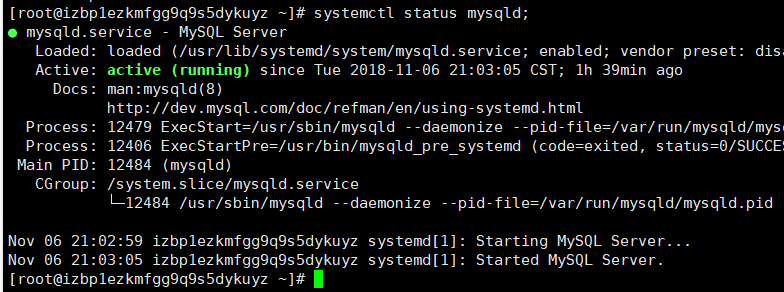 [root@izbp1ezkmfgg9q9s5dykuyz ~]# systemctl status mysqld;
● mysqld.service - MySQL Server
Loaded: loaded (/usr/lib/systemd/system/mysqld.service; enabled; vendor preset: disa
Active: active (running) since Tue 2018-11-06 21:03:05 CST; 1h 39min ago
Docs: man:mysqld(8)
http://dev.mysql.com/doc/refman/en/using-systemd.html
Process: 12479 ExecStart=/usr/sbin/mysqld --daemonize --pid-file=/var/run/mysqld/mys
Process: 12406 ExecStartPre=/usr/bin/mysqld_pre_systemd (code=exited, status=0/SUCCE
Main PID: 12484 (mysqld)
CGroup: /system.slice/mysqld.service
└─12484 /usr/sbin/mysqld --daemonize --pid-file=/var/run/mysqld/mysqld.pid
Nov 06 21:02:59 izbp1ezkmfgg9q9s5dykuyz systemd[1]: Starting MySQL Server...
Nov 06 21:03:05 izbp1ezkmfgg9q9s5dykuyz systemd[1]: Started MySQL Server.
[root@izbp1ezkmfgg9q9s5dykuyz ~]#